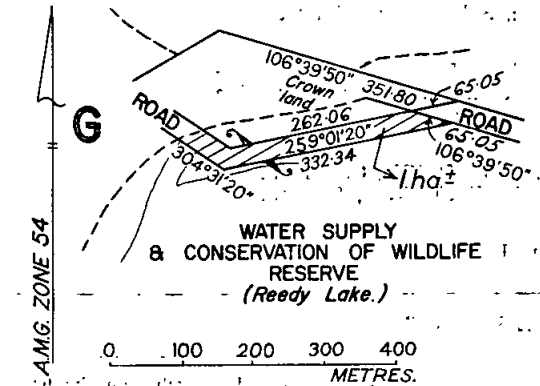 106°39'50" 351.80 65.05
Crown
land
ROAD
262.06
ROAD
G
259°01'20"
65.05
304°31'20"
332.34
106°39'50"
1 ha ±
WATER SUPPLY
& CONSERVATION OF WILDLIFE
RESERVE
(Reedy Lake.)
A.M.G. ZONE 54
0 100 200 300 400
METRES.